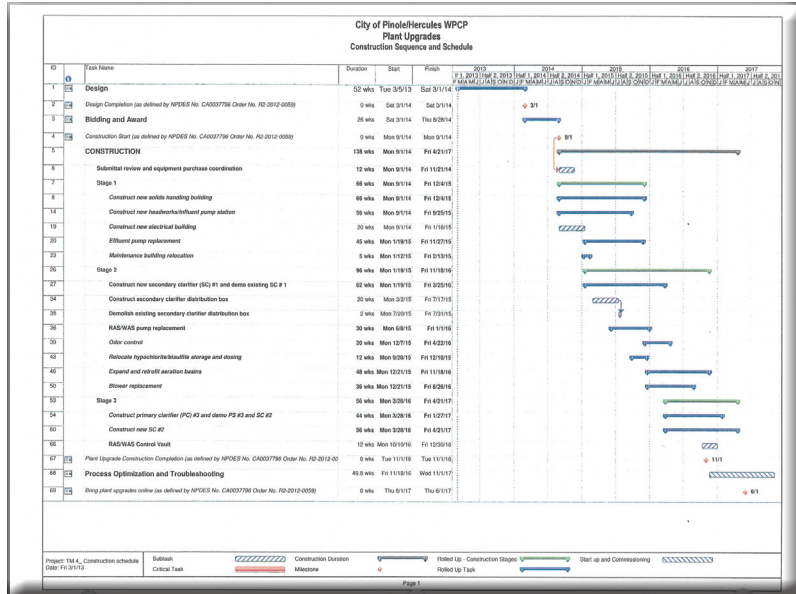 City of Pinole/Hercules WPCP
Plant Upgrades
Construction Sequence and Schedule
ID Task Name Duration Start Finish 2013 2014 2015 2016 2017
1 Design 52 wks Tue 3/5/13 Sat 3/1/14
2 Design Completion (as defined by NPDES No. CA0037796 Order No. R2-2012-0059) 0 wks Sat 3/1/14 Sat 3/1/14 3/1
3 Bidding and Award 26 wks Sat 3/1/14 Thu 8/28/14
4 Construction Start (as defined by NPDES No. CA0037796 Order No. R2-2012-0059) 0 wks Mon 9/1/14 Mon 9/1/14 9/1
5 CONSTRUCTION 138 wks Mon 9/1/14 Fri 4/21/17
6 Submittal review and equipment purchase coordination 12 wks Mon 9/1/14 Fri 11/21/14
7 Stage 1 66 wks Mon 9/1/14 Fri 12/4/15
8 Construct new solids handling building 66 wks Mon 9/1/14 Fri 12/4/15
14 Construct new headworks/influent pump station 56 wks Mon 9/1/14 Fri 9/25/15
19 Construct new electrical building 20 wks Mon 9/1/14 Fri 1/16/15
20 Effluent pump replacement 45 wks Mon 1/19/15 Fri 11/27/15
23 Maintenance building relocation 5 wks Mon 1/12/15 Fri 2/13/15
26 Stage 2 96 wks Mon 1/19/15 Fri 11/18/16
27 Construct new secondary clarifier (SC) #1 and demo existing SC # 1 62 wks Mon 1/19/15 Fri 3/25/16
34 Construct secondary clarifier distribution box 20 wks Mon 3/2/15 Fri 7/17/15
35 Demolish existing secondary clarifier distribution box 2 wks Mon 7/20/15 Fri 7/31/15
36 RAS/WAS pump replacement 30 wks Mon 6/8/15 Fri 1/1/16
39 Odor control 20 wks Mon 12/7/15 Fri 4/22/16
43 Relocate hypochlorite/bisulfite storage and dosing 12 wks Mon 9/28/15 Fri 12/18/15
46 Expand and retrofit aeration basins 48 wks Mon 12/21/15 Fri 11/18/16
50 Blower replacement 36 wks Mon 12/21/15 Fri 8/26/16
53 Stage 3 56 wks Mon 3/28/16 Fri 4/21/17
54 Construct primary clarifier (PC) #3 and demo PS #3 and SC #2 44 wks Mon 3/28/16 Fri 1/27/17
60 Construct new SC #2 56 wks Mon 3/28/16 Fri 4/21/17
66 RAS/WAS Control Vault 12 wks Mon 10/10/16 Fri 12/30/16
67 Plant Upgrade Construction Completion (as defined by NPDES No. CA0037796 Order No. R2-2012-00 0 wks Tue 11/1/16 Tue 11/1/16 11/1
68 Process Optimization and Troubleshooting 49.8 wks Fri 11/18/16 Wed 11/1/17
69 Bring plant upgrades online (as defined by NPDES No. CA0037796 Order No. R2-2012-0059) 0 wks Thu 6/1/17 Thu 6/1/17 6/1
Project: TM 4_ Construction schedule
Date: Fri 3/1/13
Subtask Construction Duration Rolled Up - Construction Stages Start up and Commissioning
Critical Task Milestone Rolled Up Task
Page 1